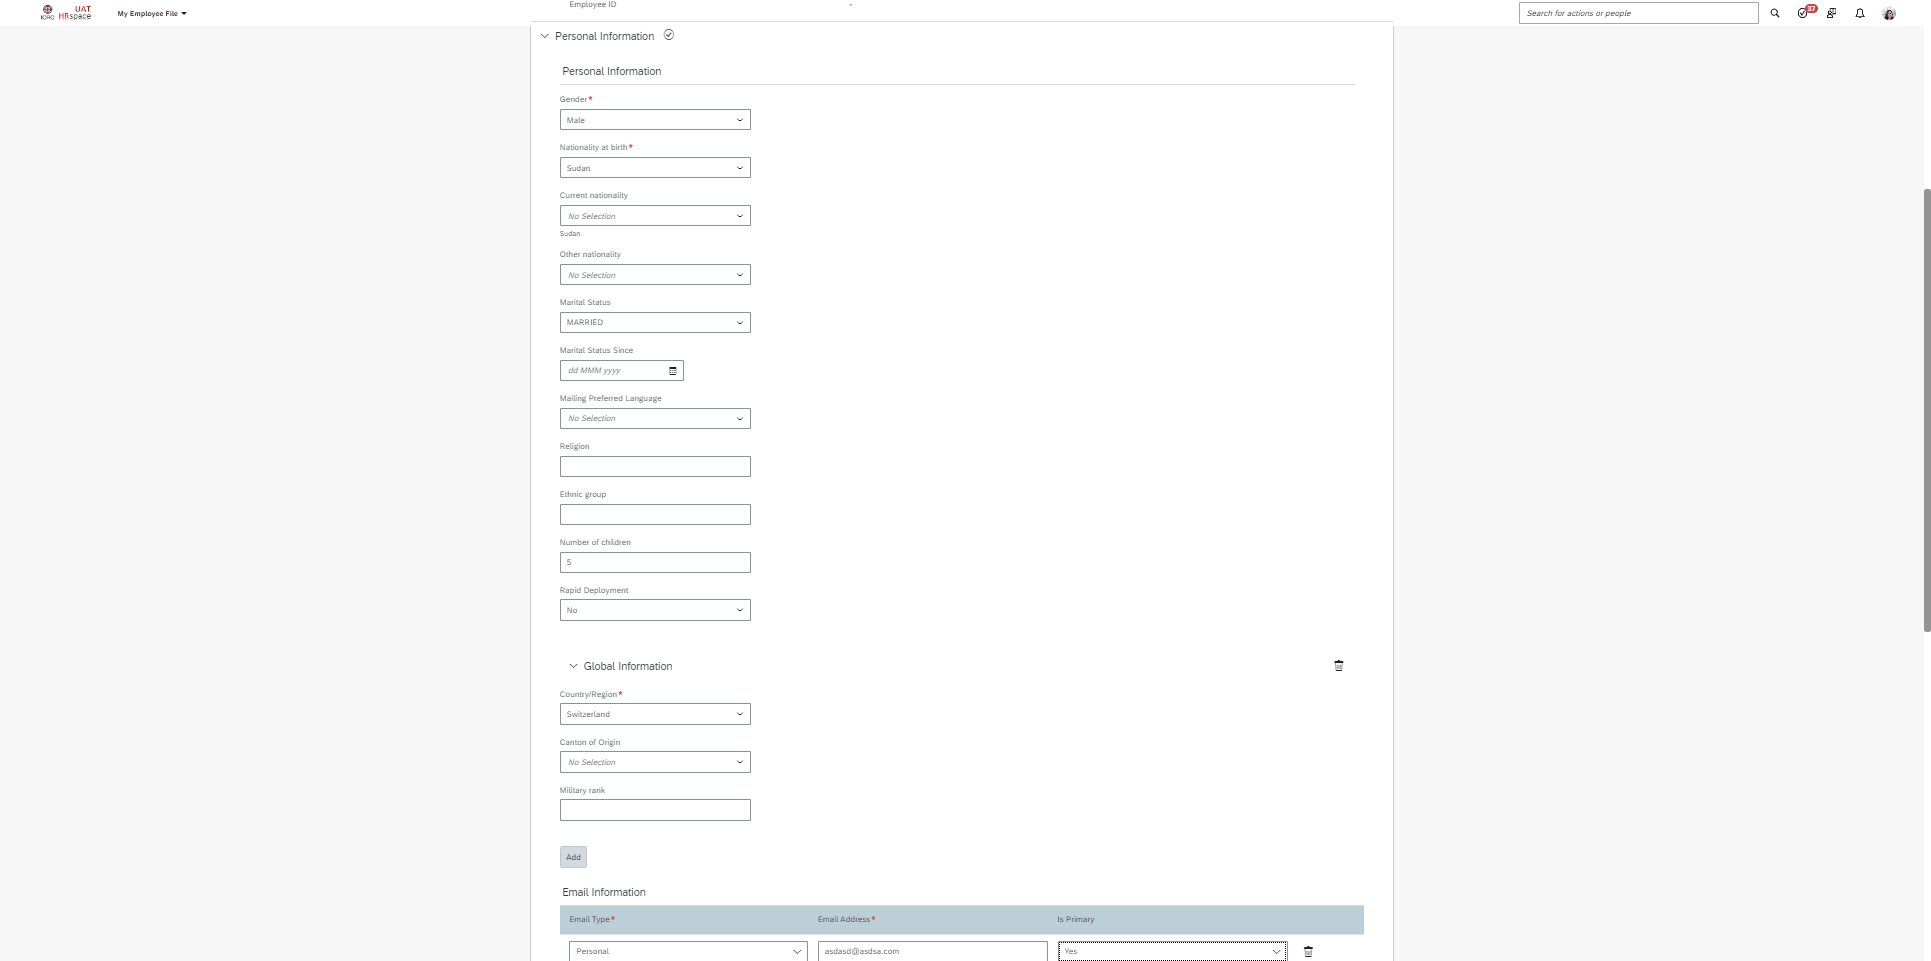 UAT
ICRC HRspace
My Employee File
Search for actions or people
37
Employee ID
-
Personal Information
Personal Information
Gender*
Male
Nationality at birth*
Sudan
Current nationality
No Selection
Sudan
Other nationality
No Selection
Marital Status
MARRIED
Marital Status Since
dd MMM yyyy
Mailing Preferred Language
No Selection
Religion
Ethnic group
Number of children
5
Rapid Deployment
No
Global Information
Country/Region*
Switzerland
Canton of Origin
No Selection
Military rank
Add
Email Information
Email Type* Email Address* Is Primary
Personal asdasd@asdsa.com Yes